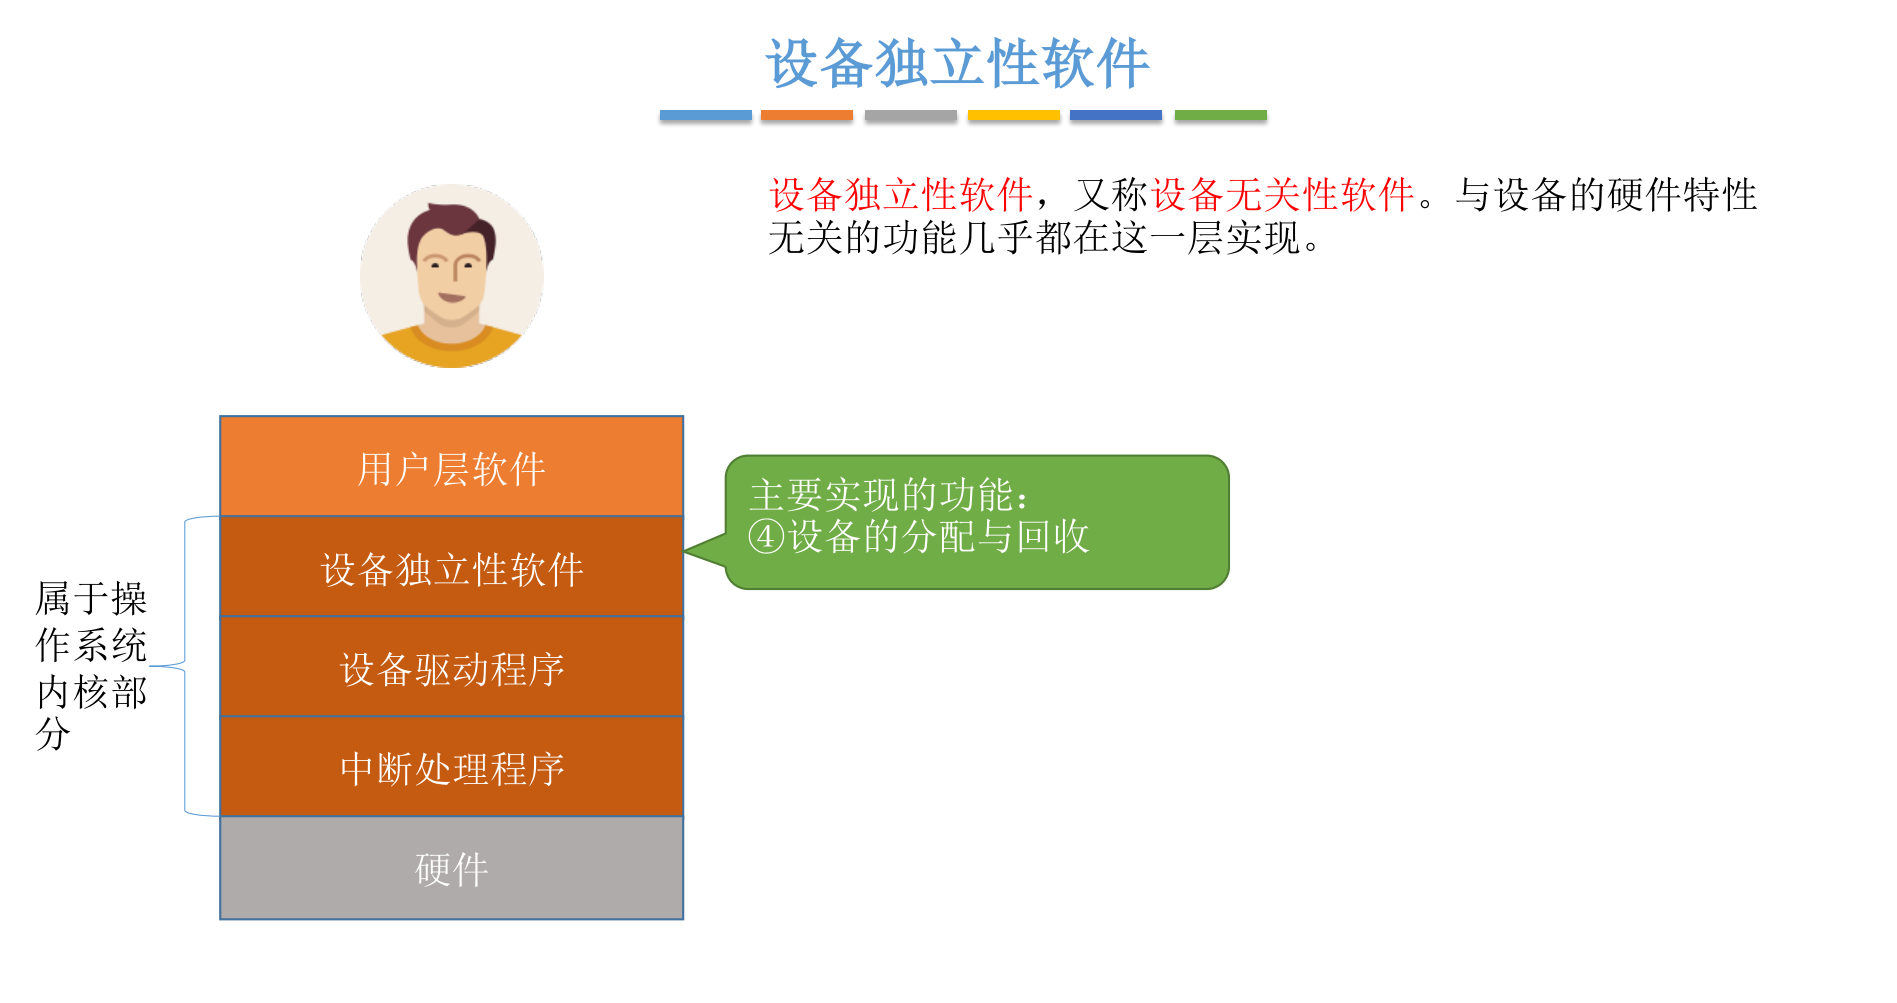 设备独立性软件
设备独立性软件，又称设备无关性软件。与设备的硬件特性
无关的功能几乎都在这一层实现。
用户层软件
主要实现的功能：
④设备的分配与回收
设备独立性软件
属于操
作系统
内核部
分
设备驱动程序
中断处理程序
硬件